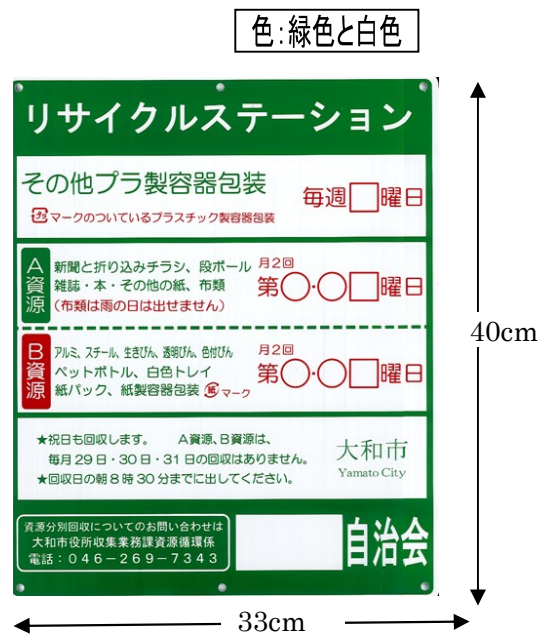 色:緑色と白色
リサイクルステーション
その他プラ製容器包装
毎週□曜日
プラマークのついているプラスチック製容器包装
A資源
新聞と折り込みチラシ、段ボール
雑誌・本・その他の紙、布類
(布類は雨の日は出せません)
月2回
第○・○□曜日
B資源
アルミ、スチール、生きびん、透明びん、色付びん
ペットボトル、白色トレイ
紙パック、紙製容器包装 紙マーク
月2回
第○・○□曜日
★祝日も回収します。 A資源、B資源は、
毎月29日・30日・31日の回収はありません。
★回収日の朝8時30分までに出してください。
大和市
Yamato City
資源分別回収についてのお問い合わせは
大和市役所収集業務課資源循環係
電話:046-269-7343
自治会
40cm
33cm